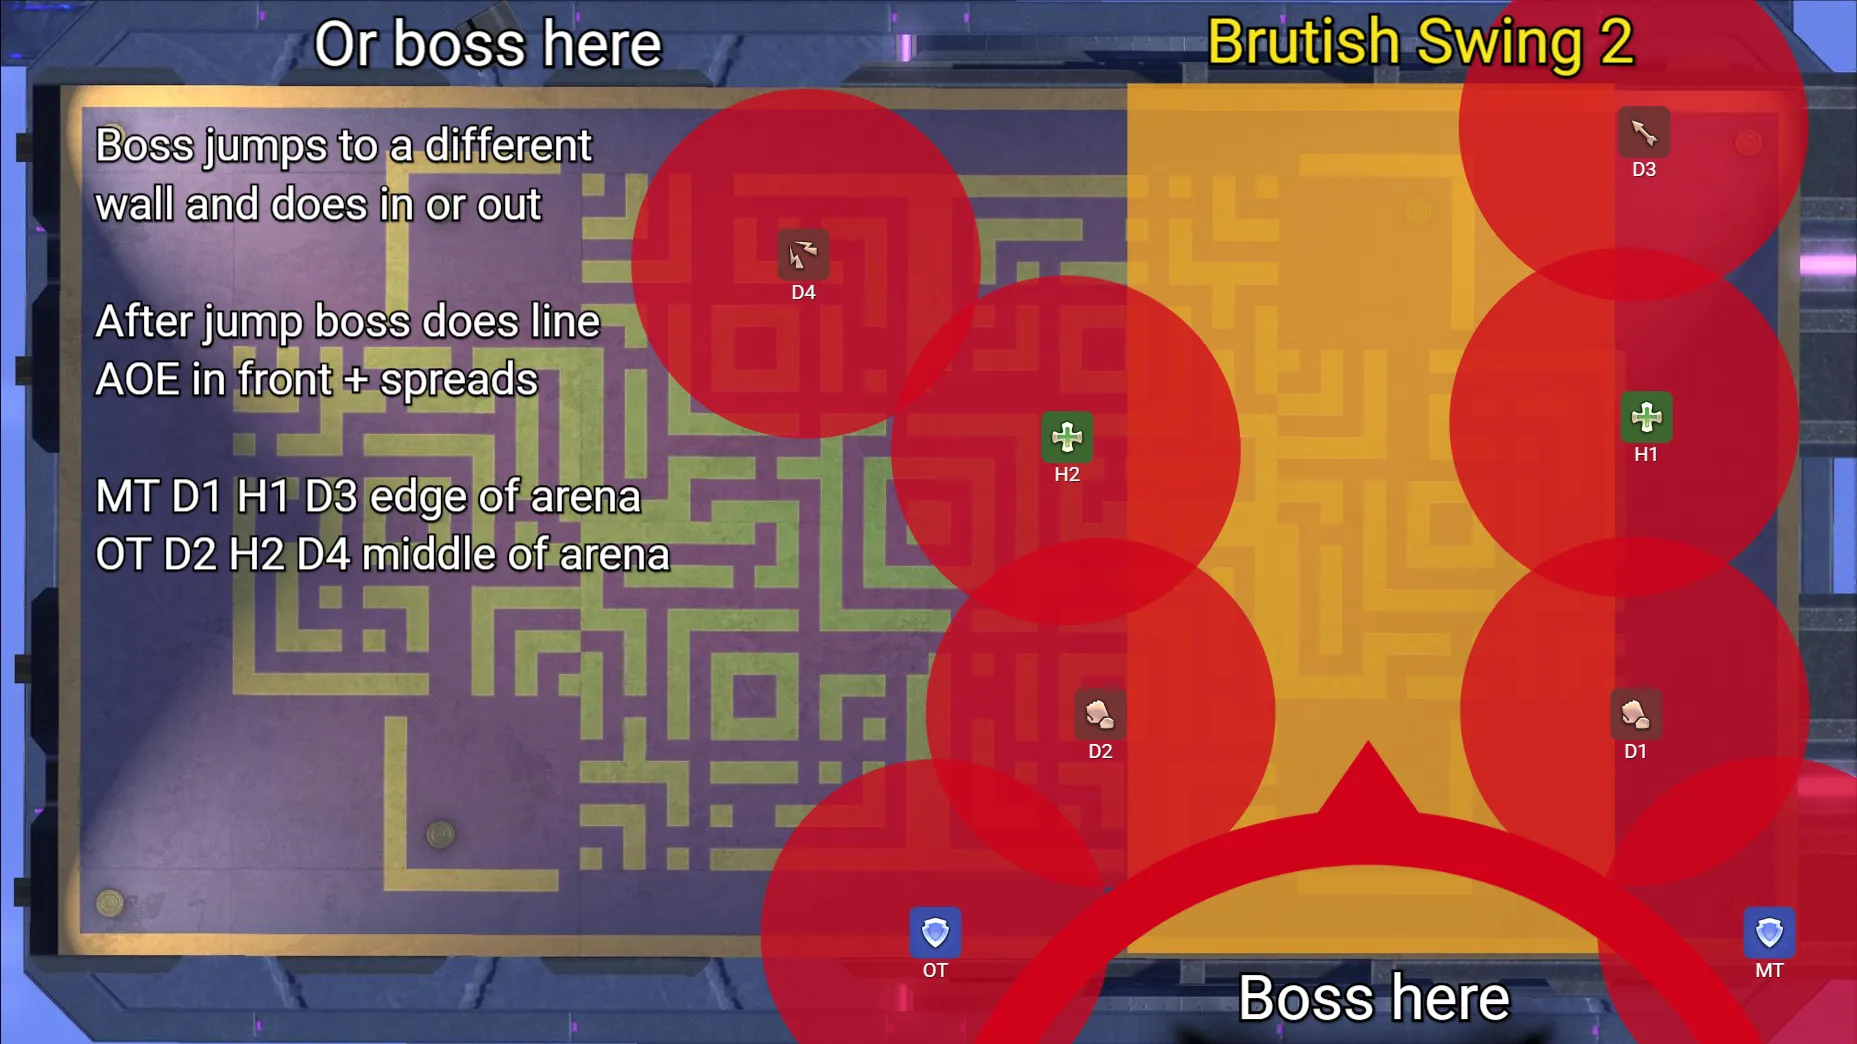 Or boss here
Brutish Swing 2
Boss jumps to a different
wall and does in or out
After jump boss does line
AOE in front + spreads
MT D1 H1 D3 edge of arena
OT D2 H2 D4 middle of arena
D3
D4
H1
H2
D2
D1
OT
MT
Boss here